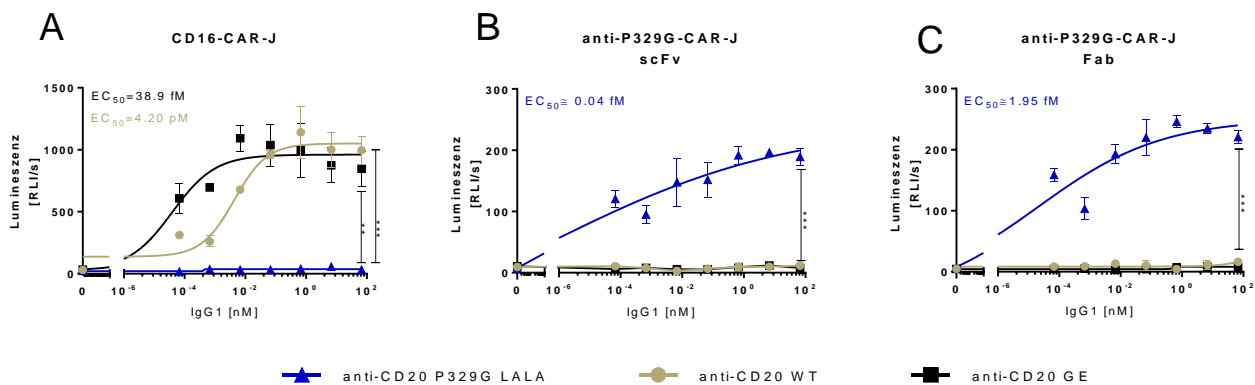 A
CD16-CAR-J
EC50=38.9 fM
EC50=4.20 pM
1500
1000
500
0
Lumineszenz
[RLI/s]
**
***
0 10-6 10-4 10-2 100 102
IgG1 [nM]
B
anti-P329G-CAR-J
scFv
EC50≅ 0.04 fM
300
200
100
0
Lumineszenz
[RLI/s]
***
0 10-6 10-4 10-2 100 102
IgG1 [nM]
C
anti-P329G-CAR-J
Fab
EC50≅1.95 fM
300
200
100
0
Lumineszenz
[RLI/s]
***
0 10-6 10-4 10-2 100 102
IgG1 [nM]
anti-CD20 P329G LALA anti-CD20 WT anti-CD20 GE